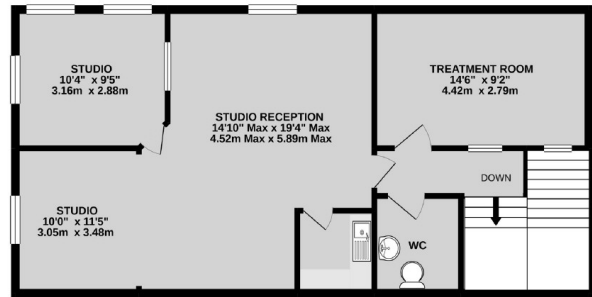 STUDIO
10'4" x 9'5"
3.16m x 2.88m
TREATMENT ROOM
14'6" x 9'2"
4.42m x 2.79m
STUDIO RECEPTION
14'10" Max x 19'4" Max
4.52m Max x 5.89m Max
DOWN
STUDIO
10'0" x 11'5"
3.05m x 3.48m
WC